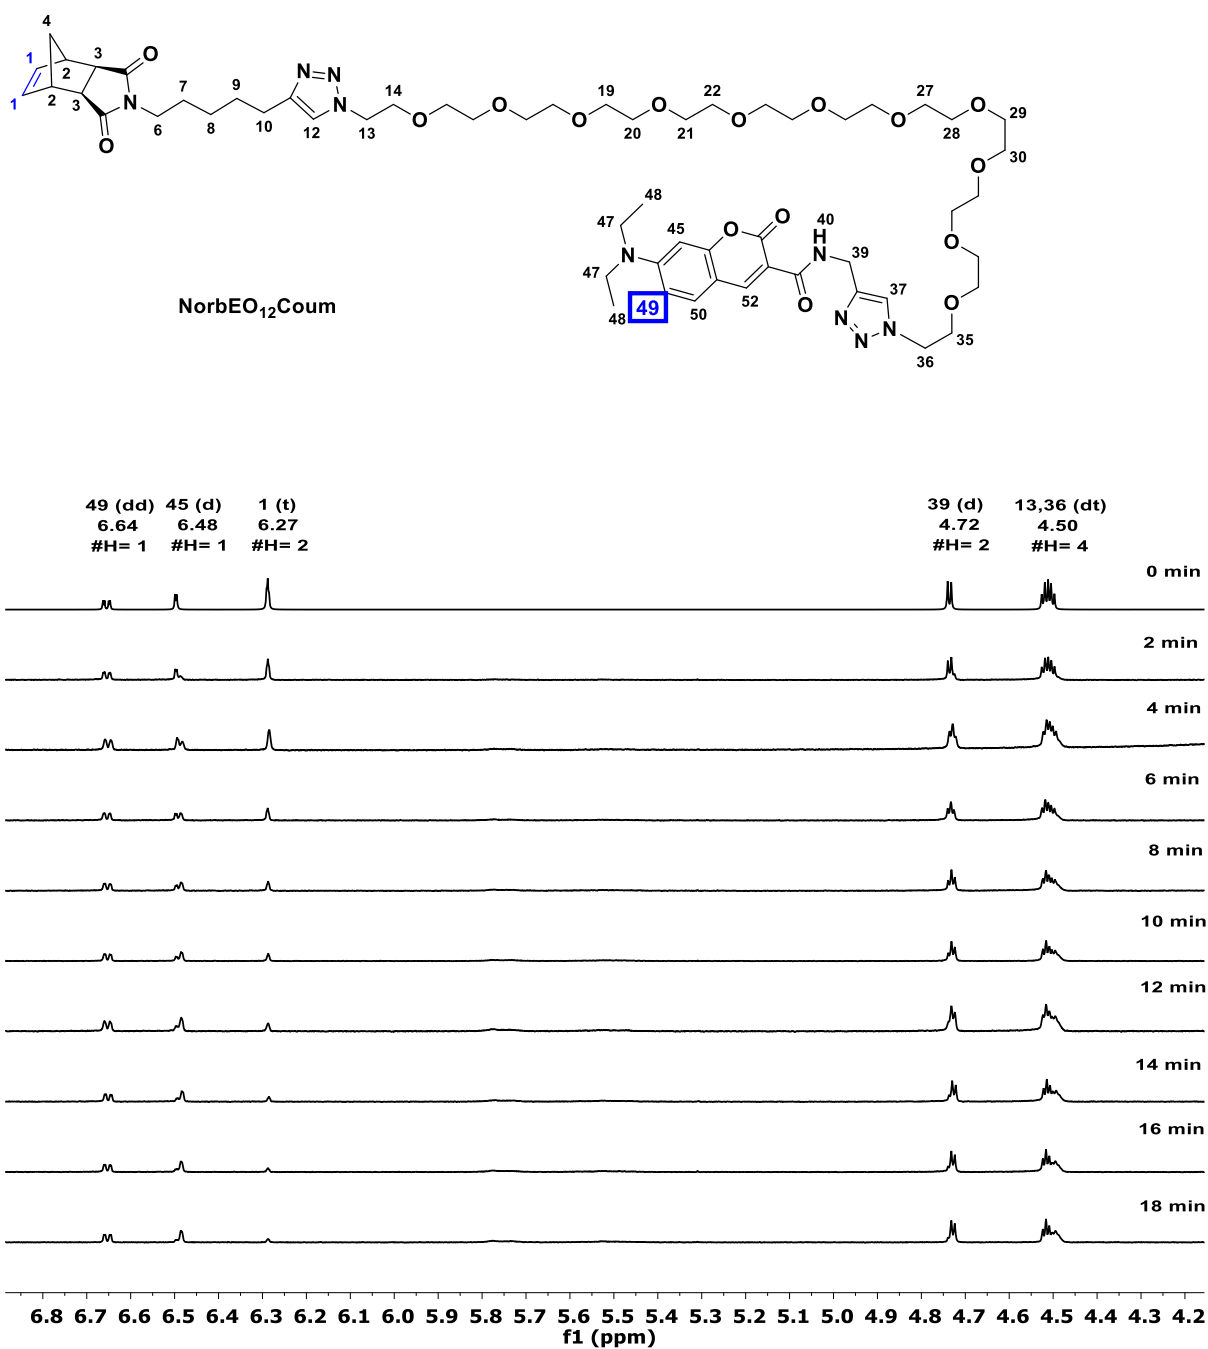 4
1
3
O
2
N
N
7
9
14
19
22
27
1
2
3
N
N
O
O
O
O
O
O
O
O
29
6
8
10
12
13
20
21
28
O
30
O
48
47
45
O
O
40
H
N
39
O
N
47
37
52
O
O
NorbEO₁₂Coum
48
49
50
N
N
N
35
36
49 (dd) 45 (d) 1 (t) 39 (d) 13,36 (dt)
6.64 6.48 6.27 4.72 4.50
#H= 1 #H= 1 #H= 2 #H= 2 #H= 4
0 min
2 min
4 min
6 min
8 min
10 min
12 min
14 min
16 min
18 min
6.8 6.7 6.6 6.5 6.4 6.3 6.2 6.1 6.0 5.9 5.8 5.7 5.6 5.5 5.4 5.3 5.2 5.1 5.0 4.9 4.8 4.7 4.6 4.5 4.4 4.3 4.2
f1 (ppm)